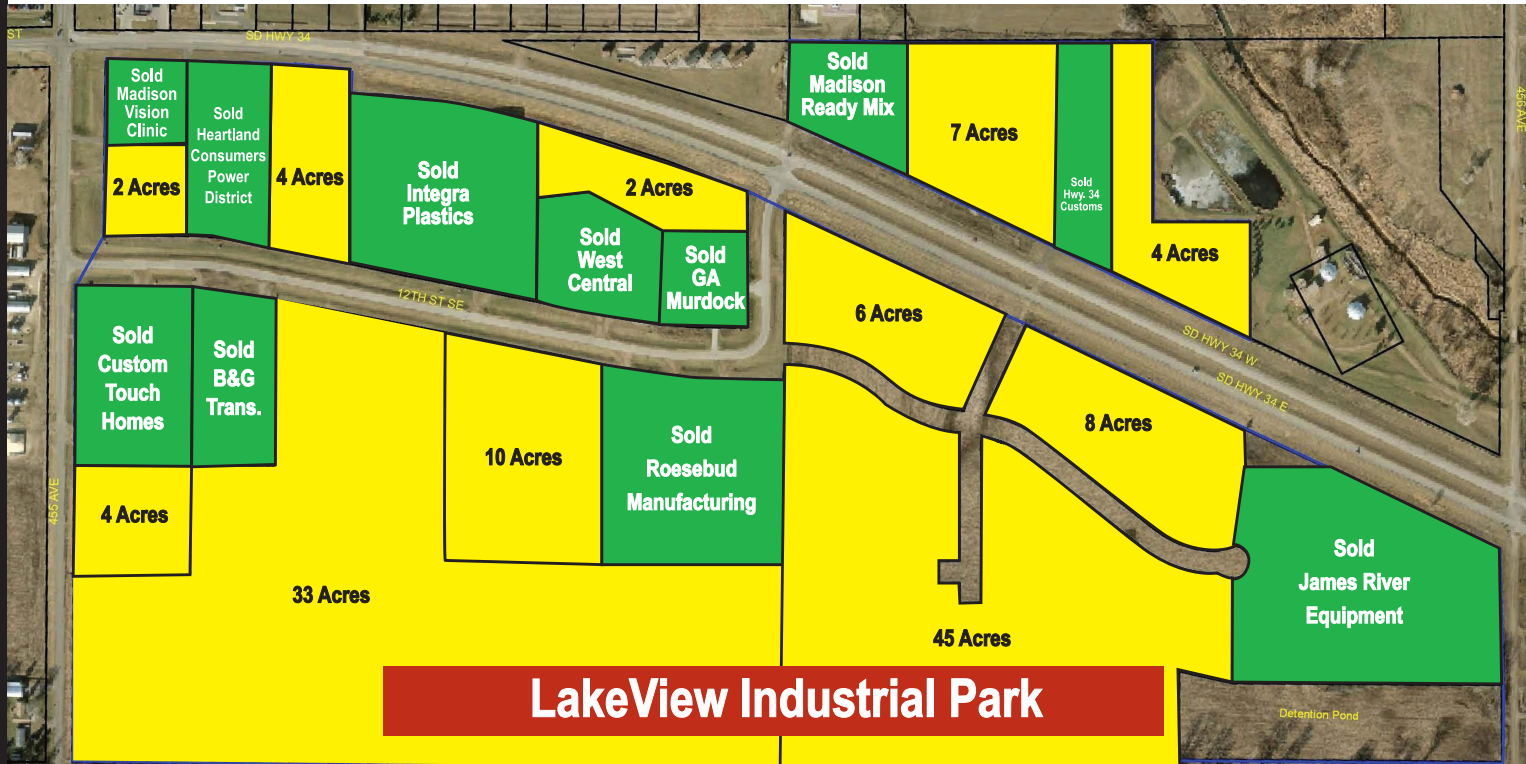 ST
SD HWY 34
Sold
Madison
Vision
Clinic
2 Acres
Sold
Heartland
Consumers
Power
District
4 Acres
Sold
Integra
Plastics
2 Acres
Sold
West
Central
Sold
GA
Murdock
Sold
Madison
Ready Mix
7 Acres
Sold
Hwy. 34
Customs
4 Acres
456 AVE
12TH ST SE
6 Acres
SD HWY 34 W
SD HWY 34 E
Sold
Custom
Touch
Homes
Sold
B&G
Trans.
8 Acres
10 Acres
Sold
Roesebud
Manufacturing
455 AVE
4 Acres
33 Acres
Sold
James River
Equipment
45 Acres
LakeView Industrial Park
Detention Pond